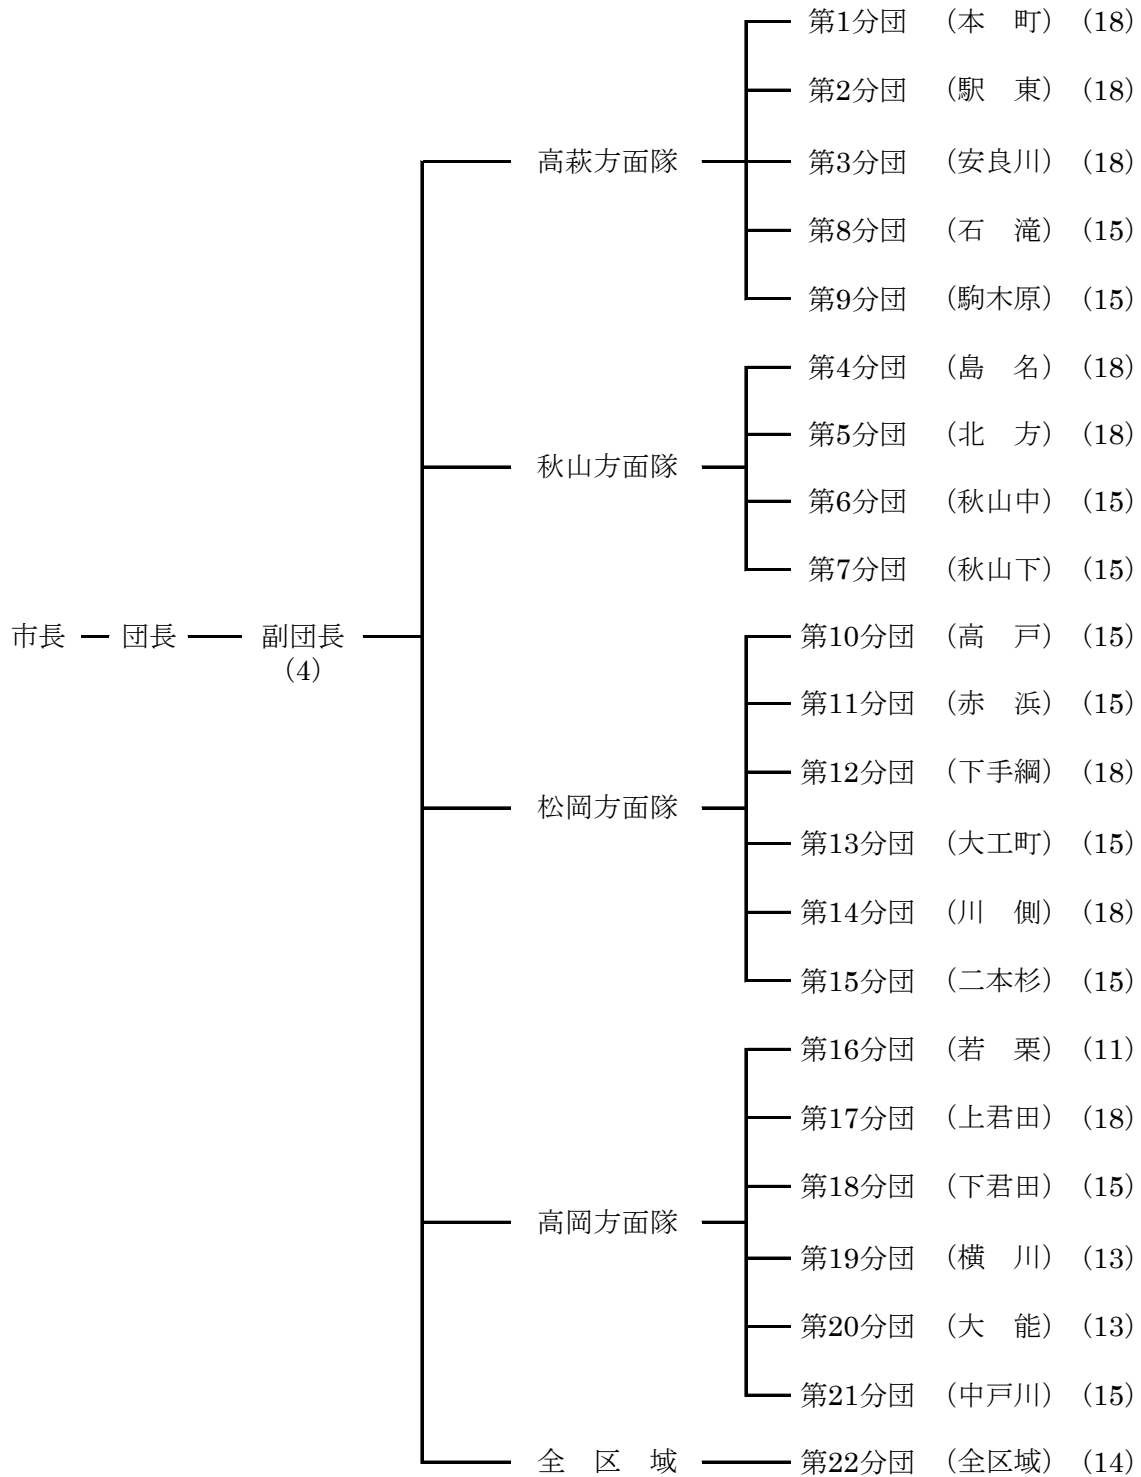 第1分団 （本　町） (18)
第2分団 （駅　東） (18)
高萩方面隊 第3分団 （安良川） (18)
第8分団 （石　滝） (15)
第9分団 （駒木原） (15)
第4分団 （島　名） (18)
第5分団 （北　方） (18)
秋山方面隊
第6分団 （秋山中） (15)
第7分団 （秋山下） (15)
市長 団長 副団長 第10分団 （高　戸） (15)
(4)
第11分団 （赤　浜） (15)
第12分団 （下手綱） (18)
松岡方面隊
第13分団 （大工町） (15)
第14分団 （川　側） (18)
第15分団 （二本杉） (15)
第16分団 （若　栗） (11)
第17分団 （上君田） (18)
第18分団 （下君田） (15)
高岡方面隊
第19分団 （横　川） (13)
第20分団 （大　能） (13)
第21分団 （中戸川） (15)
全　区　域 第22分団 （全区域） (14)